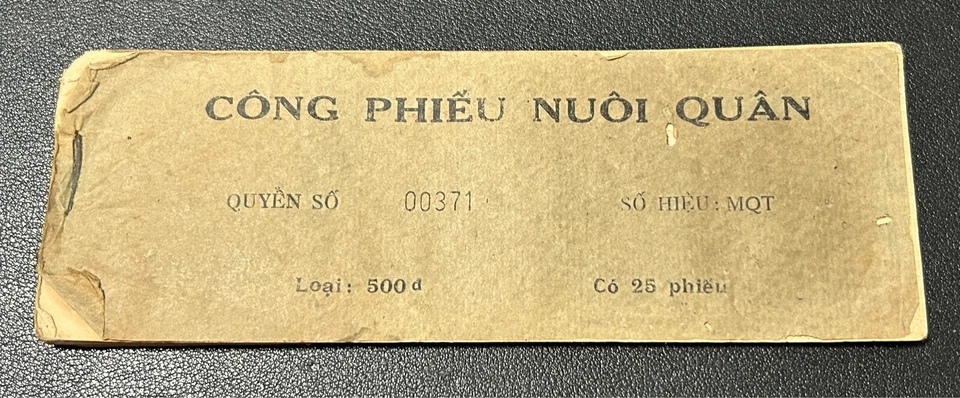 CÔNG PHIẾU NUÔI QUÂN
QUYỂN SỐ 00371 SỐ HIỆU: MQT
Loại: 500đ Có 25 phiếu